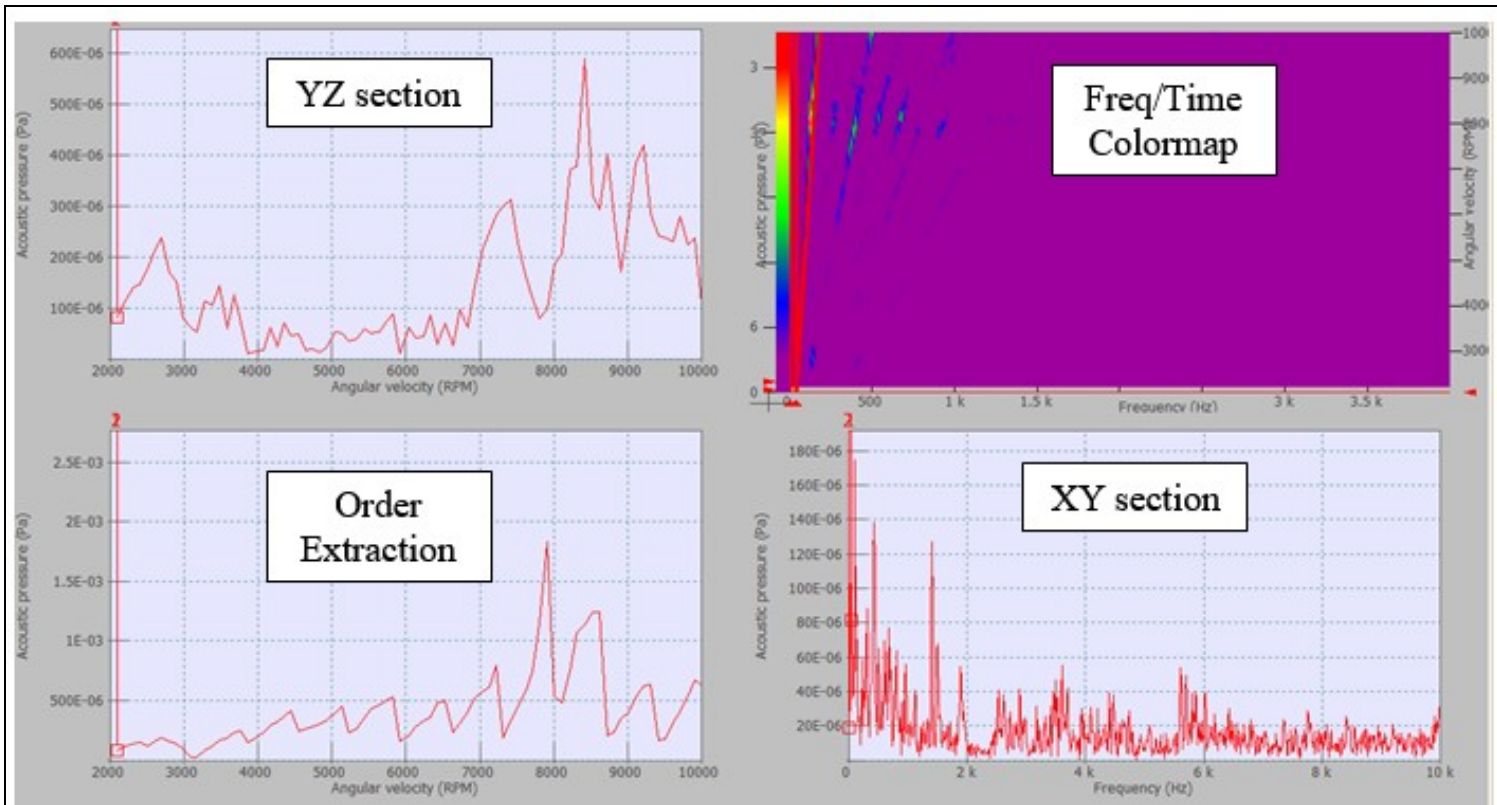 YZ section
600E-06
500E-06
400E-06
300E-06
200E-06
100E-06
Acoustic pressure (Pa)
2000 3000 4000 5000 6000 7000 8000 9000 10000
Angular velocity (RPM)
Freq/Time
Colormap
3
6
0
Acoustic pressure (Pa)
9000
4000
3000
Angular velocity (RPM)
0 500 1 k 1.5 k 3 k 3.5 k
Frequency (Hz)
2
Order
Extraction
2.5E-03
2E-03
1.5E-03
1E-03
500E-06
Acoustic pressure (Pa)
2000 3000 4000 5000 6000 7000 8000 9000 10000
Angular velocity (RPM)
2
XY section
180E-06
160E-06
140E-06
120E-06
100E-06
80E-06
60E-06
40E-06
20E-06
Acoustic pressure (Pa)
0 2 k 4 k 6 k 8 k 10 k
Frequency (Hz)